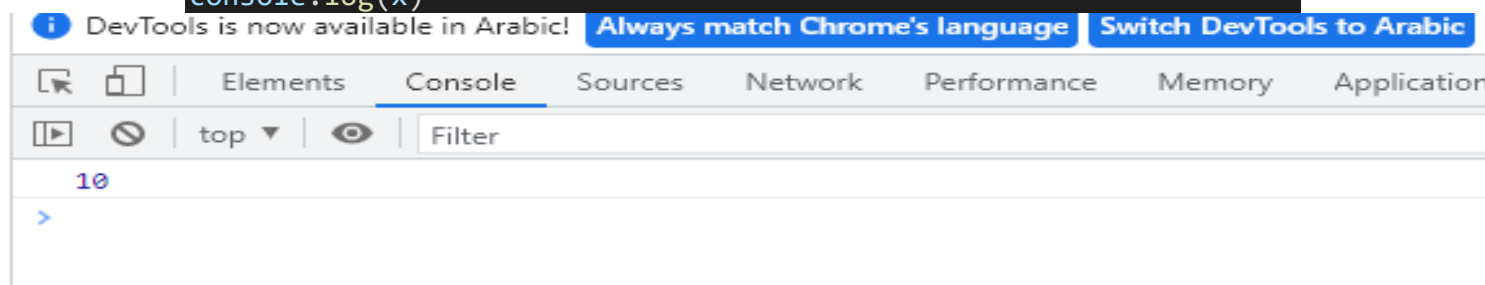 console.log(x)
DevTools is now available in Arabic! Always match Chrome's language Switch DevTools to Arabic
Elements Console Sources Network Performance Memory Application
top Filter
10
>